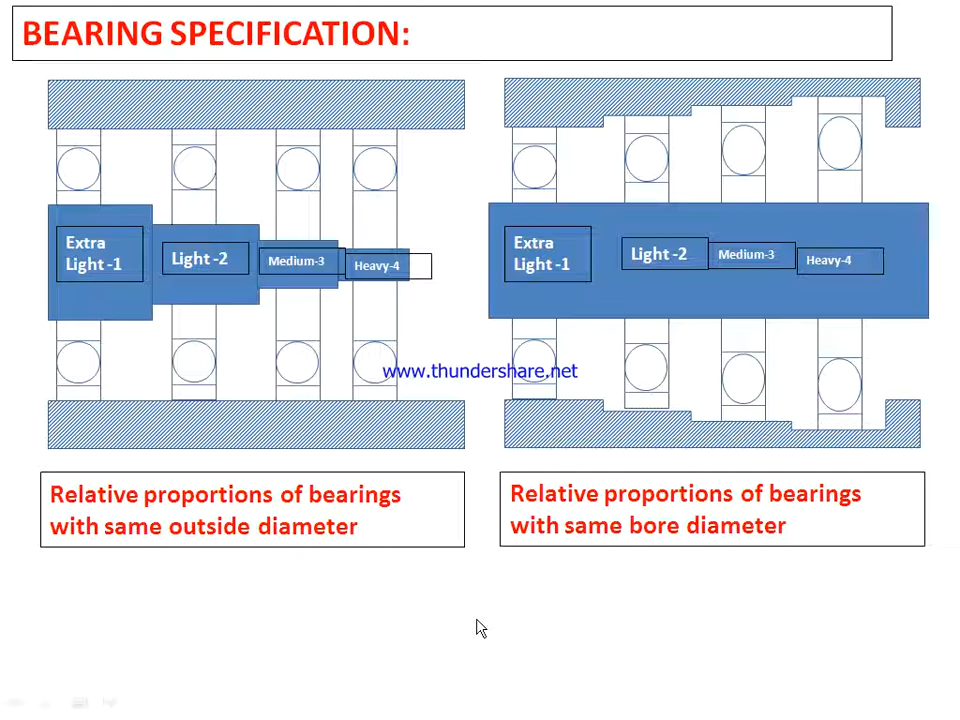 BEARING SPECIFICATION:
Extra
Light -1
Light -2
Medium-3
Heavy-4
Extra
Light -1
Light -2
Medium-3
Heavy-4
www.thundershare.net
Relative proportions of bearings
with same outside diameter
Relative proportions of bearings
with same bore diameter